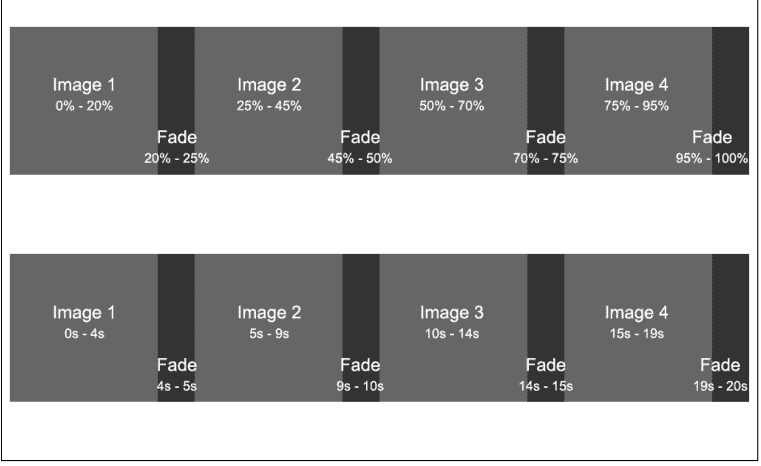 Image 1
0% - 20%
Fade
20% - 25%
Image 2
25% - 45%
Fade
45% - 50%
Image 3
50% - 70%
Fade
70% - 75%
Image 4
75% - 95%
Fade
95% - 100%
Image 1
0s - 4s
Fade
4s - 5s
Image 2
5s - 9s
Fade
9s - 10s
Image 3
10s - 14s
Fade
14s - 15s
Image 4
15s - 19s
Fade
19s - 20s